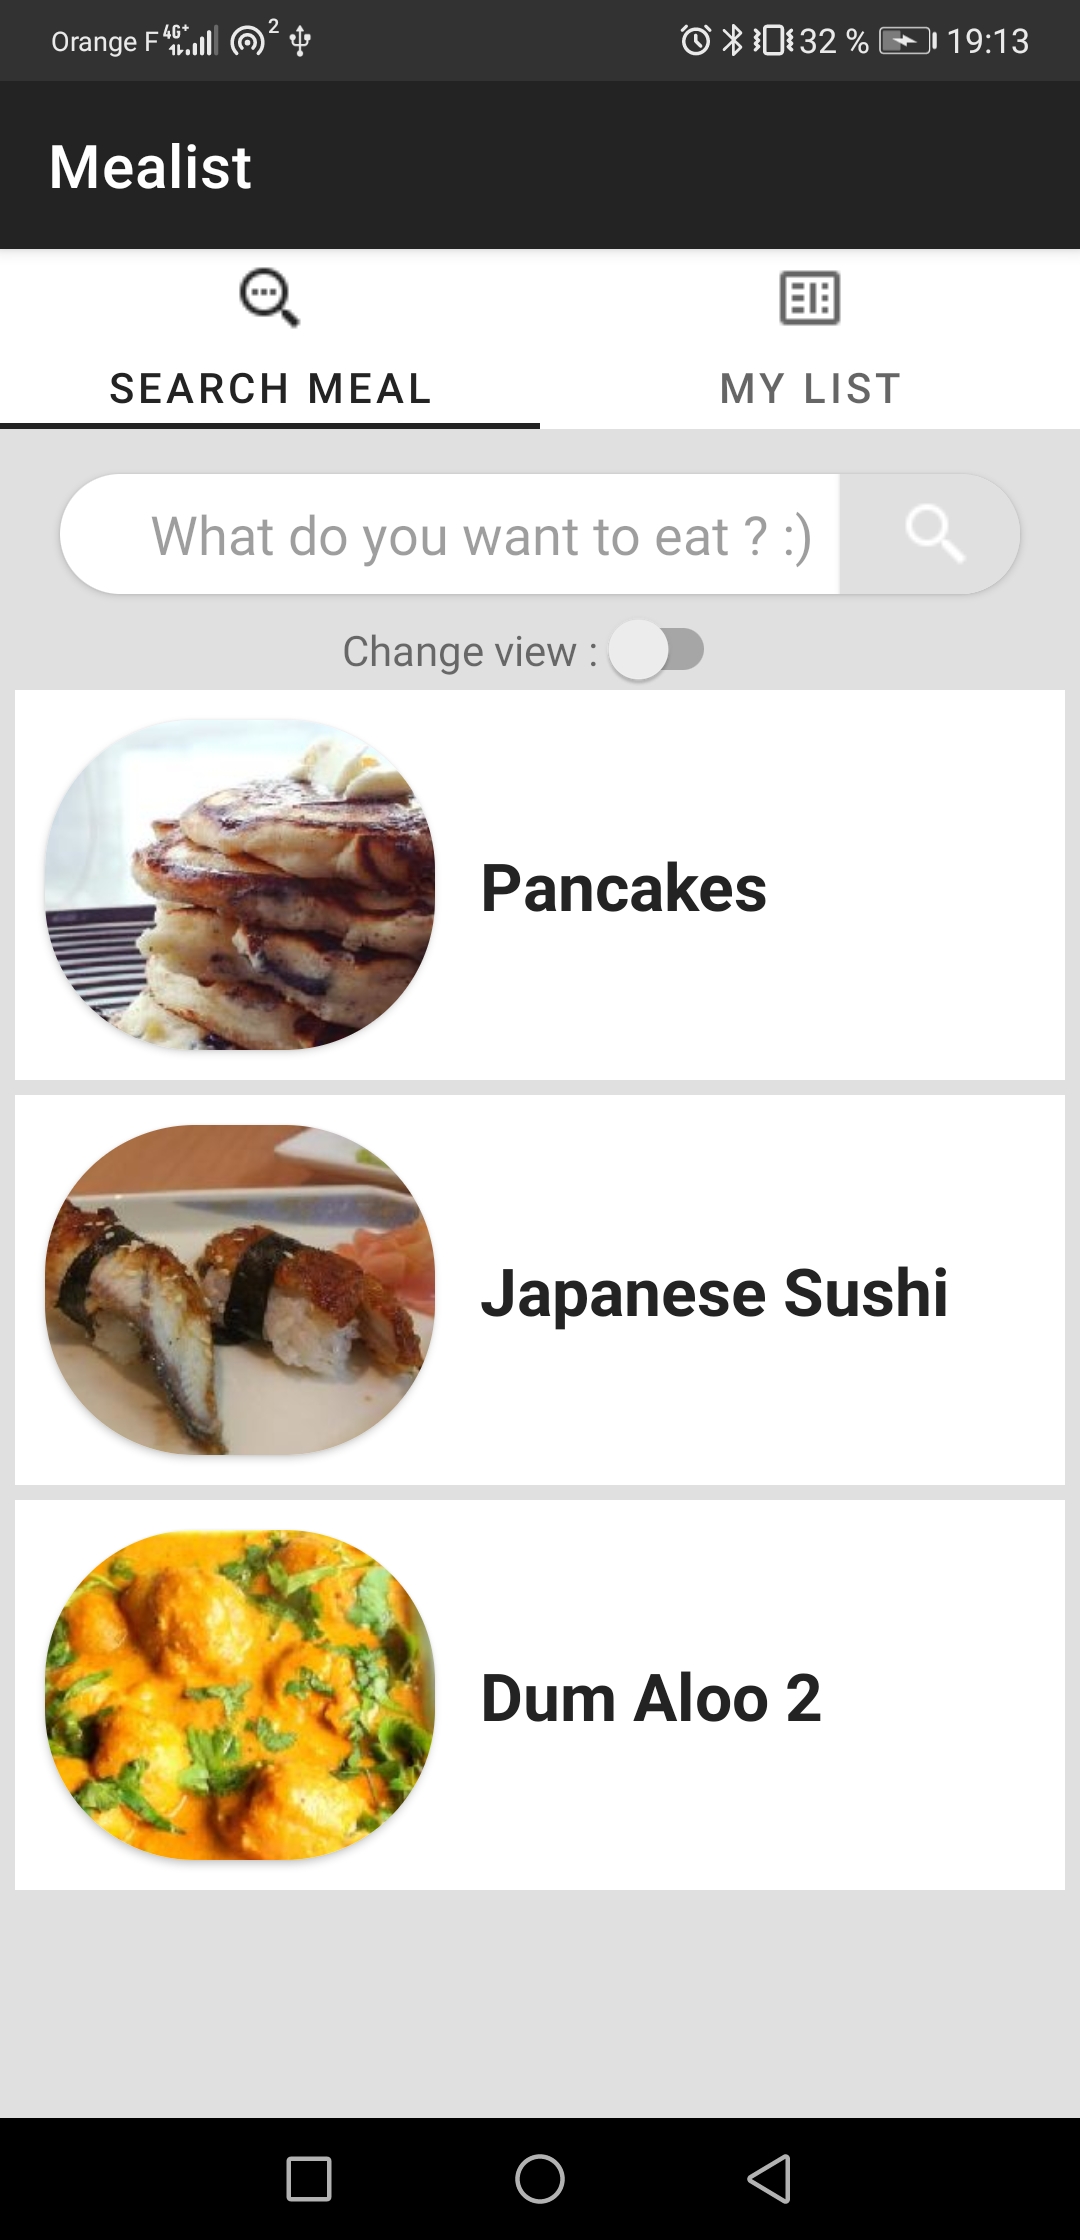 Orange F 4G+ 2 32 % 19:13
Mealist
SEARCH MEAL MY LIST
What do you want to eat ? :)
Change view :
Pancakes
Japanese Sushi
Dum Aloo 2